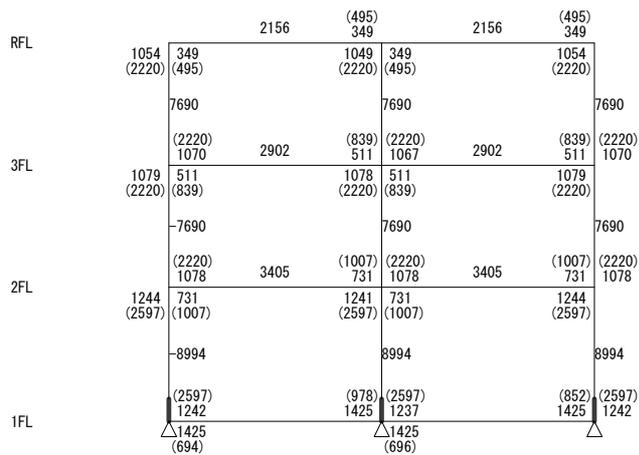 (495) (495)
2156 349 2156 349
RFL
1054 349 1049 349 1054
(2220) (495) (2220) (495) (2220)
7690 7690 7690
(2220) (839) (2220) (839) (2220)
1070 2902 511 1067 2902 511 1070
3FL
1079 511 1078 511 1079
(2220) (839) (2220) (839) (2220)
-7690 7690 7690
(2220) (1007) (2220) (1007) (2220)
1078 3405 731 1078 3405 731 1078
2FL
1244 731 1241 731 1244
(2597) (1007) (2597) (1007) (2597)
-8994 8994 8994
(2597) (978) (2597) (852) (2597)
1242 1425 1237 1425 1242
1FL
1425 1425
(694) (696)